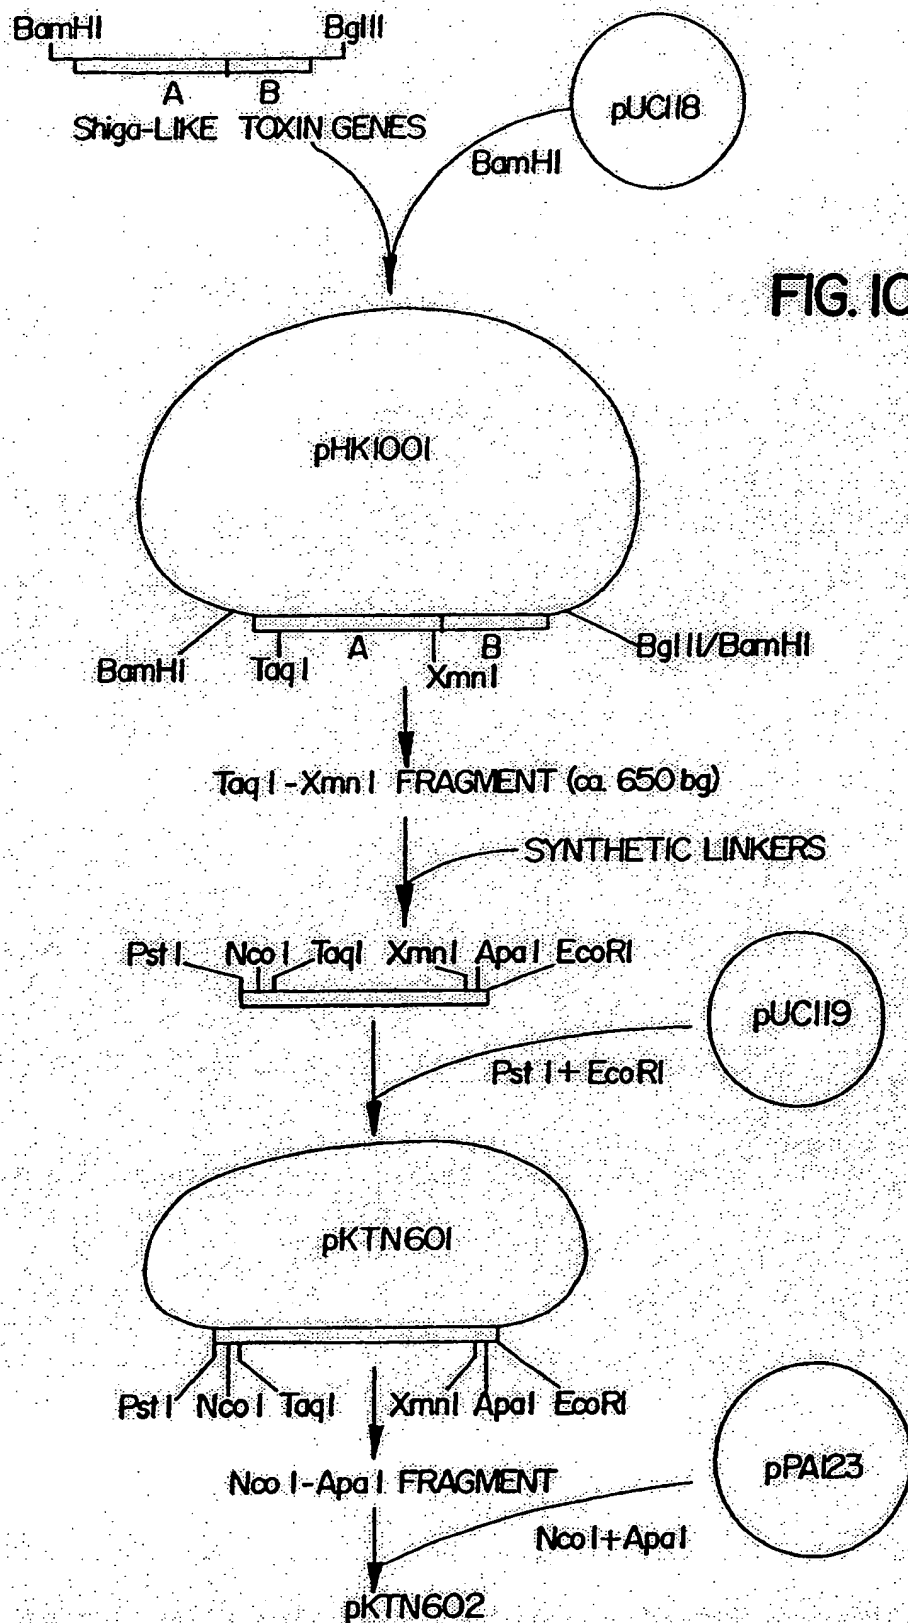 BamHI
BglII
A
B
Shiga-LIKE TOXIN GENES
pUC118
BamHI
FIG. 10
pHK1001
BamHI
TaqI
A
XmnI
B
BglII/BamHI
TaqI-XmnI FRAGMENT (ca. 650 bg)
SYNTHETIC LINKERS
PstI NcoI TaqI XmnI ApaI EcoRI
pUC119
PstI+EcoRI
pKTN601
PstI NcoI TaqI XmnI ApaI EcoRI
NcoI-ApaI FRAGMENT
pPA123
NcoI+ApaI
pKTN602